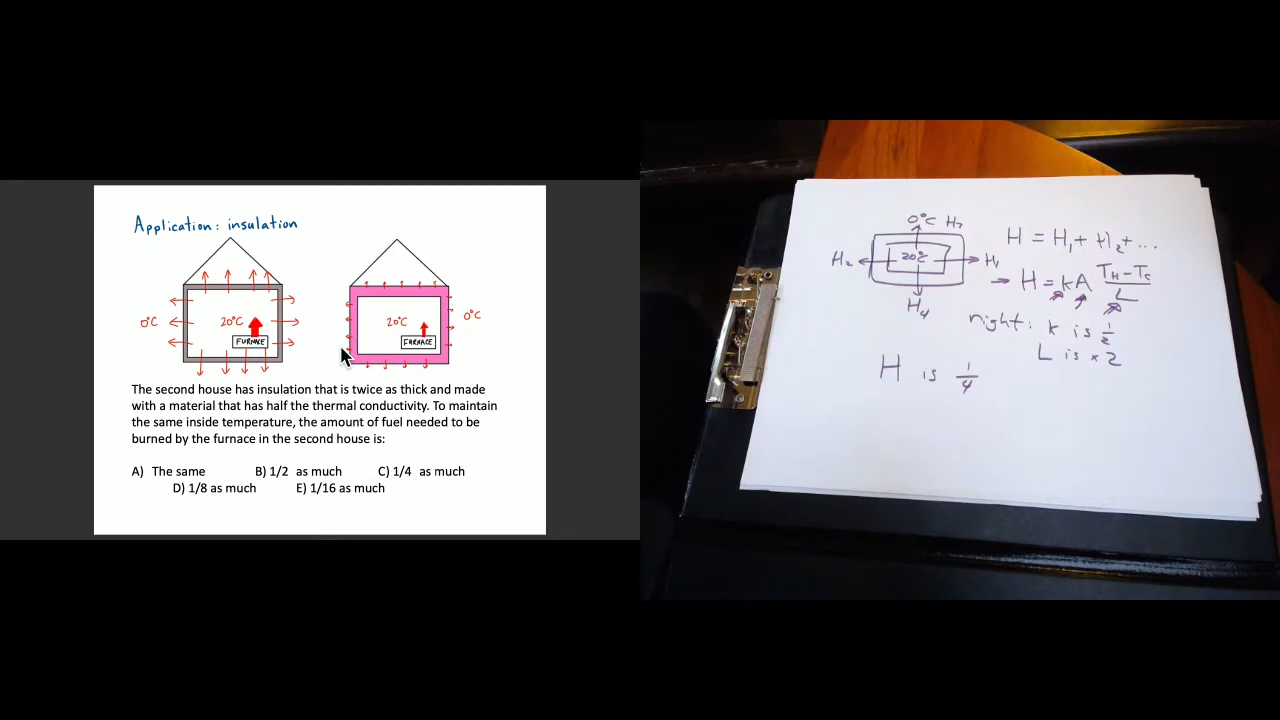 Application: insulation
0°C
20°C
FURNACE
20°C
FURNACE
0°C
The second house has insulation that is twice as thick and made
with a material that has half the thermal conductivity. To maintain
the same inside temperature, the amount of fuel needed to be
burned by the furnace in the second house is:
A) The same B) 1/2 as much C) 1/4 as much
D) 1/8 as much E) 1/16 as much
0°C
H2 20°C H1
H4
H = H1 + H2 + ...
→ H = kA (TH - TC)/L
right: k is 1/2
L is × 2
H is 1/4